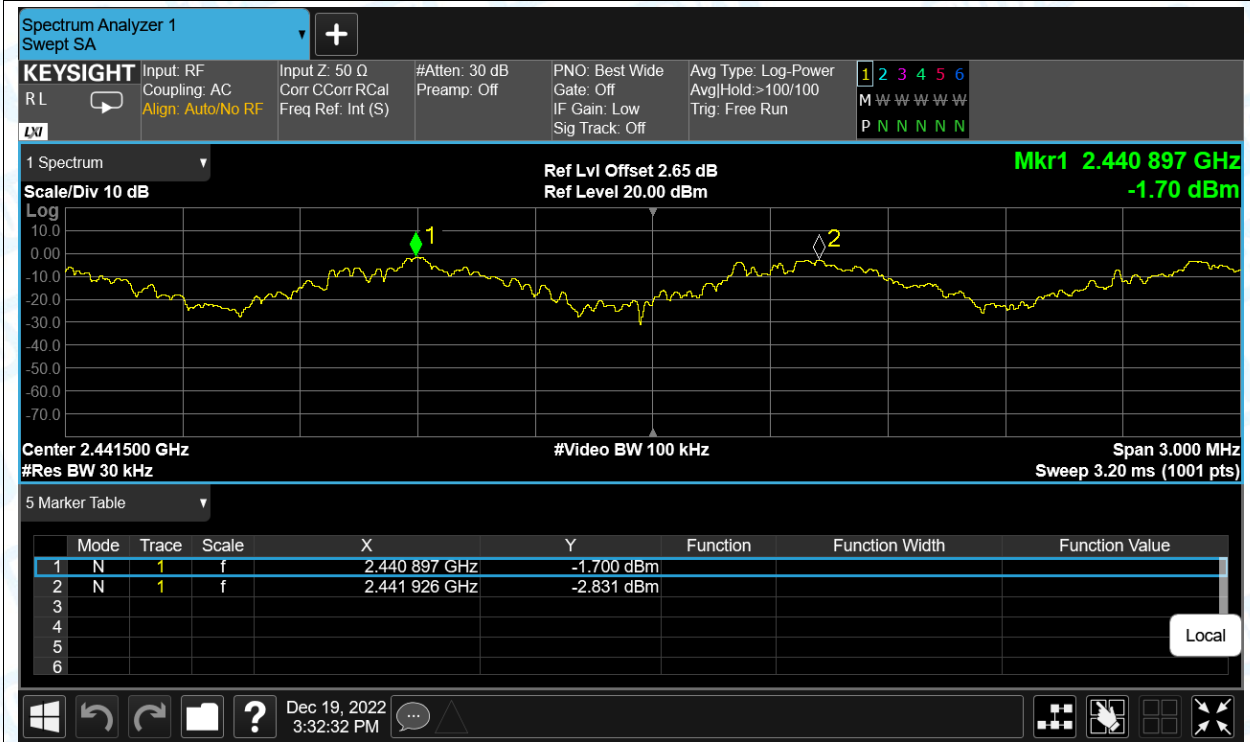 Spectrum Analyzer 1
Swept SA
KEYSIGHT
R L
LXI
Input: RF
Coupling: AC
Align: Auto/No RF
Input Z: 50 Ω
Corr CCorr RCal
Freq Ref: Int (S)
#Atten: 30 dB
Preamp: Off
PNO: Best Wide
Gate: Off
IF Gain: Low
Sig Track: Off
Avg Type: Log-Power
Avg|Hold:>100/100
Trig: Free Run
1 2 3 4 5 6
M W W W W W W
P N N N N N N
1 Spectrum
Scale/Div 10 dB
Ref Lvl Offset 2.65 dB
Ref Level 20.00 dBm
Mkr1 2.440 897 GHz
-1.70 dBm
Log
10.0
0.00
-10.0
-20.0
-30.0
-40.0
-50.0
-60.0
-70.0
1
2
Center 2.441500 GHz
#Video BW 100 kHz
Span 3.000 MHz
#Res BW 30 kHz
Sweep 3.20 ms (1001 pts)
5 Marker Table
Mode Trace Scale X Y Function Function Width Function Value
1 N 1 f 2.440 897 GHz -1.700 dBm
2 N 1 f 2.441 926 GHz -2.831 dBm
3
4
5
6
Local
?
Dec 19, 2022
3:32:32 PM